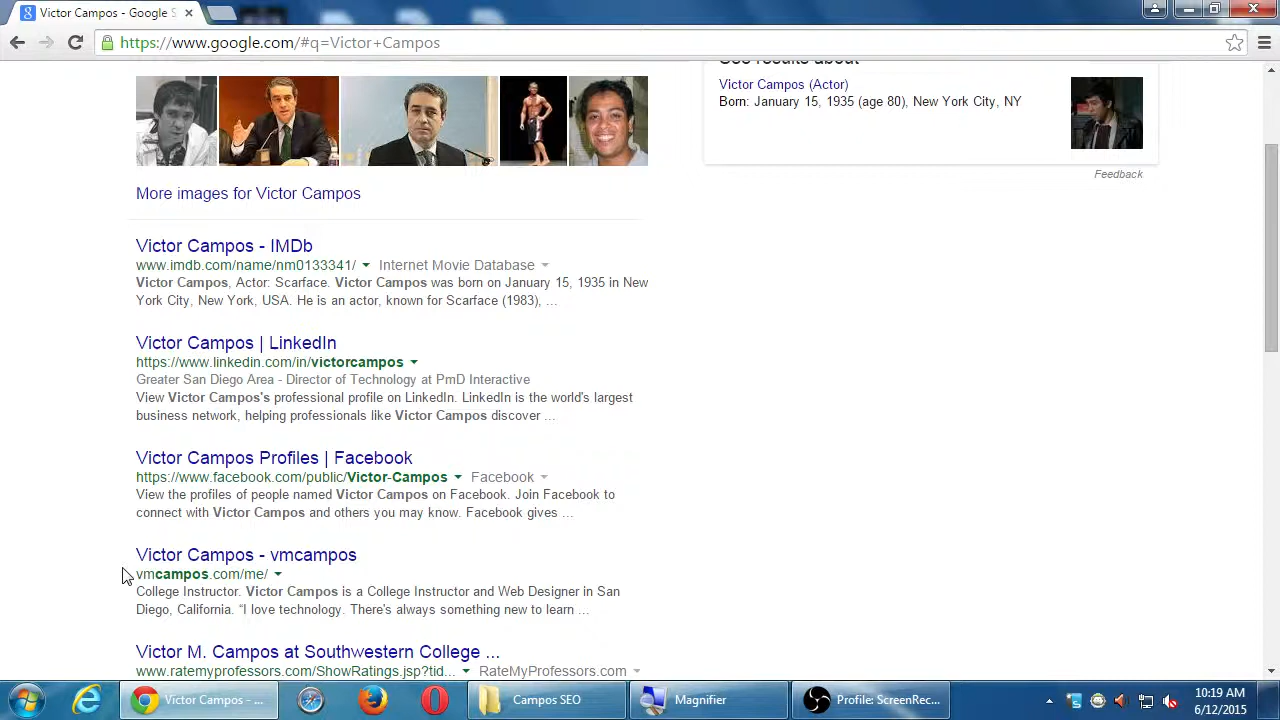 Victor Campos - Google S
https://www.google.com/#q=Victor+Campos
See results about
Victor Campos (Actor)
Born: January 15, 1935 (age 80), New York City, NY
Feedback
More images for Victor Campos
Victor Campos - IMDb
www.imdb.com/name/nm0133341/ Internet Movie Database
Victor Campos, Actor: Scarface. Victor Campos was born on January 15, 1935 in New
York City, New York, USA. He is an actor, known for Scarface (1983), ...
Victor Campos | LinkedIn
https://www.linkedin.com/in/victorcampos
Greater San Diego Area - Director of Technology at PmD Interactive
View Victor Campos's professional profile on LinkedIn. LinkedIn is the world's largest
business network, helping professionals like Victor Campos discover ...
Victor Campos Profiles | Facebook
https://www.facebook.com/public/Victor-Campos Facebook
View the profiles of people named Victor Campos on Facebook. Join Facebook to
connect with Victor Campos and others you may know. Facebook gives ...
Victor Campos - vmcampos
vmcampos.com/me/
College Instructor. Victor Campos is a College Instructor and Web Designer in San
Diego, California. “I love technology. There's always something new to learn ...
Victor M. Campos at Southwestern College ...
www.ratemyprofessors.com/ShowRatings.jsp?tid... RateMyProfessors.com
Victor Campos - ...
Campos SEO
Magnifier
Profile: ScreenRec...
10:19 AM
6/12/2015